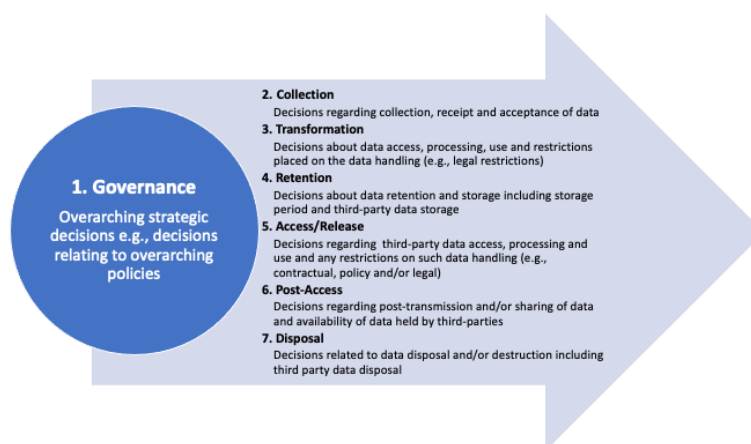 1. Governance
Overarching strategic
decisions e.g., decisions
relating to overarching
policies
2. Collection
Decisions regarding collection, receipt and acceptance of data
3. Transformation
Decisions about data access, processing, use and restrictions
placed on the data handling (e.g., legal restrictions)
4. Retention
Decisions about data retention and storage including storage
period and third-party data storage
5. Access/Release
Decisions regarding third-party data access, processing and
use and any restrictions on such data handling (e.g.,
contractual, policy and/or legal)
6. Post-Access
Decisions regarding post-transmission and/or sharing of data
and availability of data held by third-parties
7. Disposal
Decisions related to data disposal and/or destruction including
third party data disposal